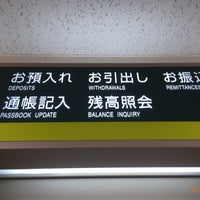 お預入れ お引出し お振込
DEPOSITS WITHDRAWALS REMITTANCES
通帳記入 残高照会
PASSBOOK UPDATE BALANCE INQUIRY